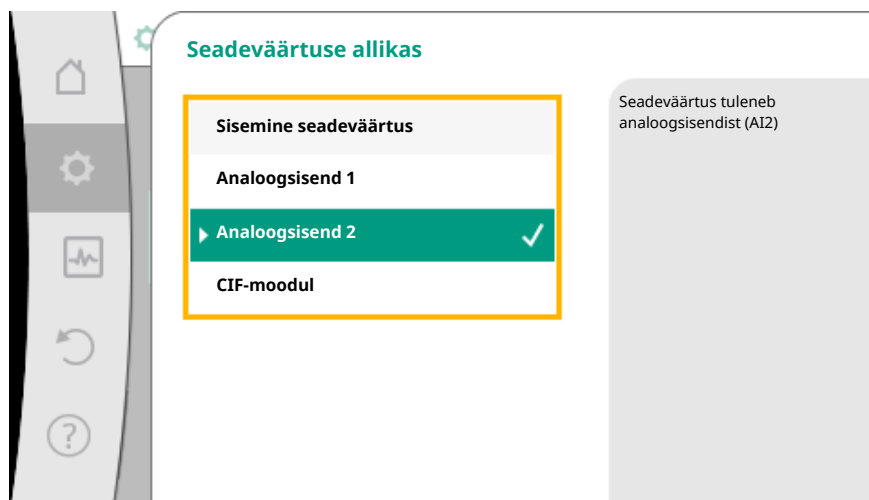 Seadeväärtuse allikas
Sisemine seadeväärtus
Analoogsisend 1
Analoogsisend 2
CIF-moodul
Seadeväärtus tuleneb
analoogsisendist (AI2)